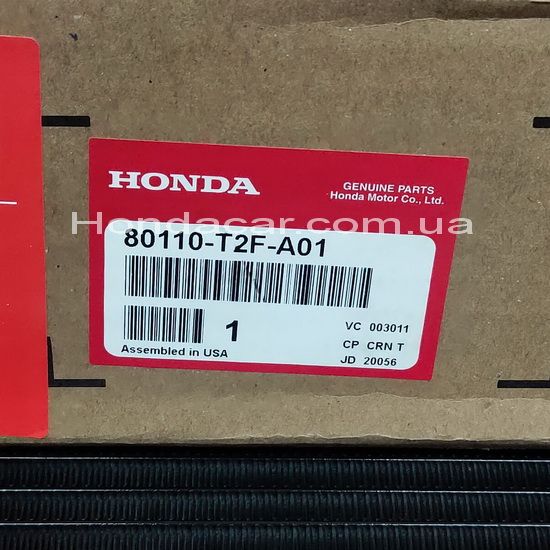 HONDA
GENUINE PARTS
Honda Motor Co., Ltd.
Hondacar.com.ua
80110-T2F-A01
1
VC 003011
CP CRN T
Assembled in USA
JD 20056